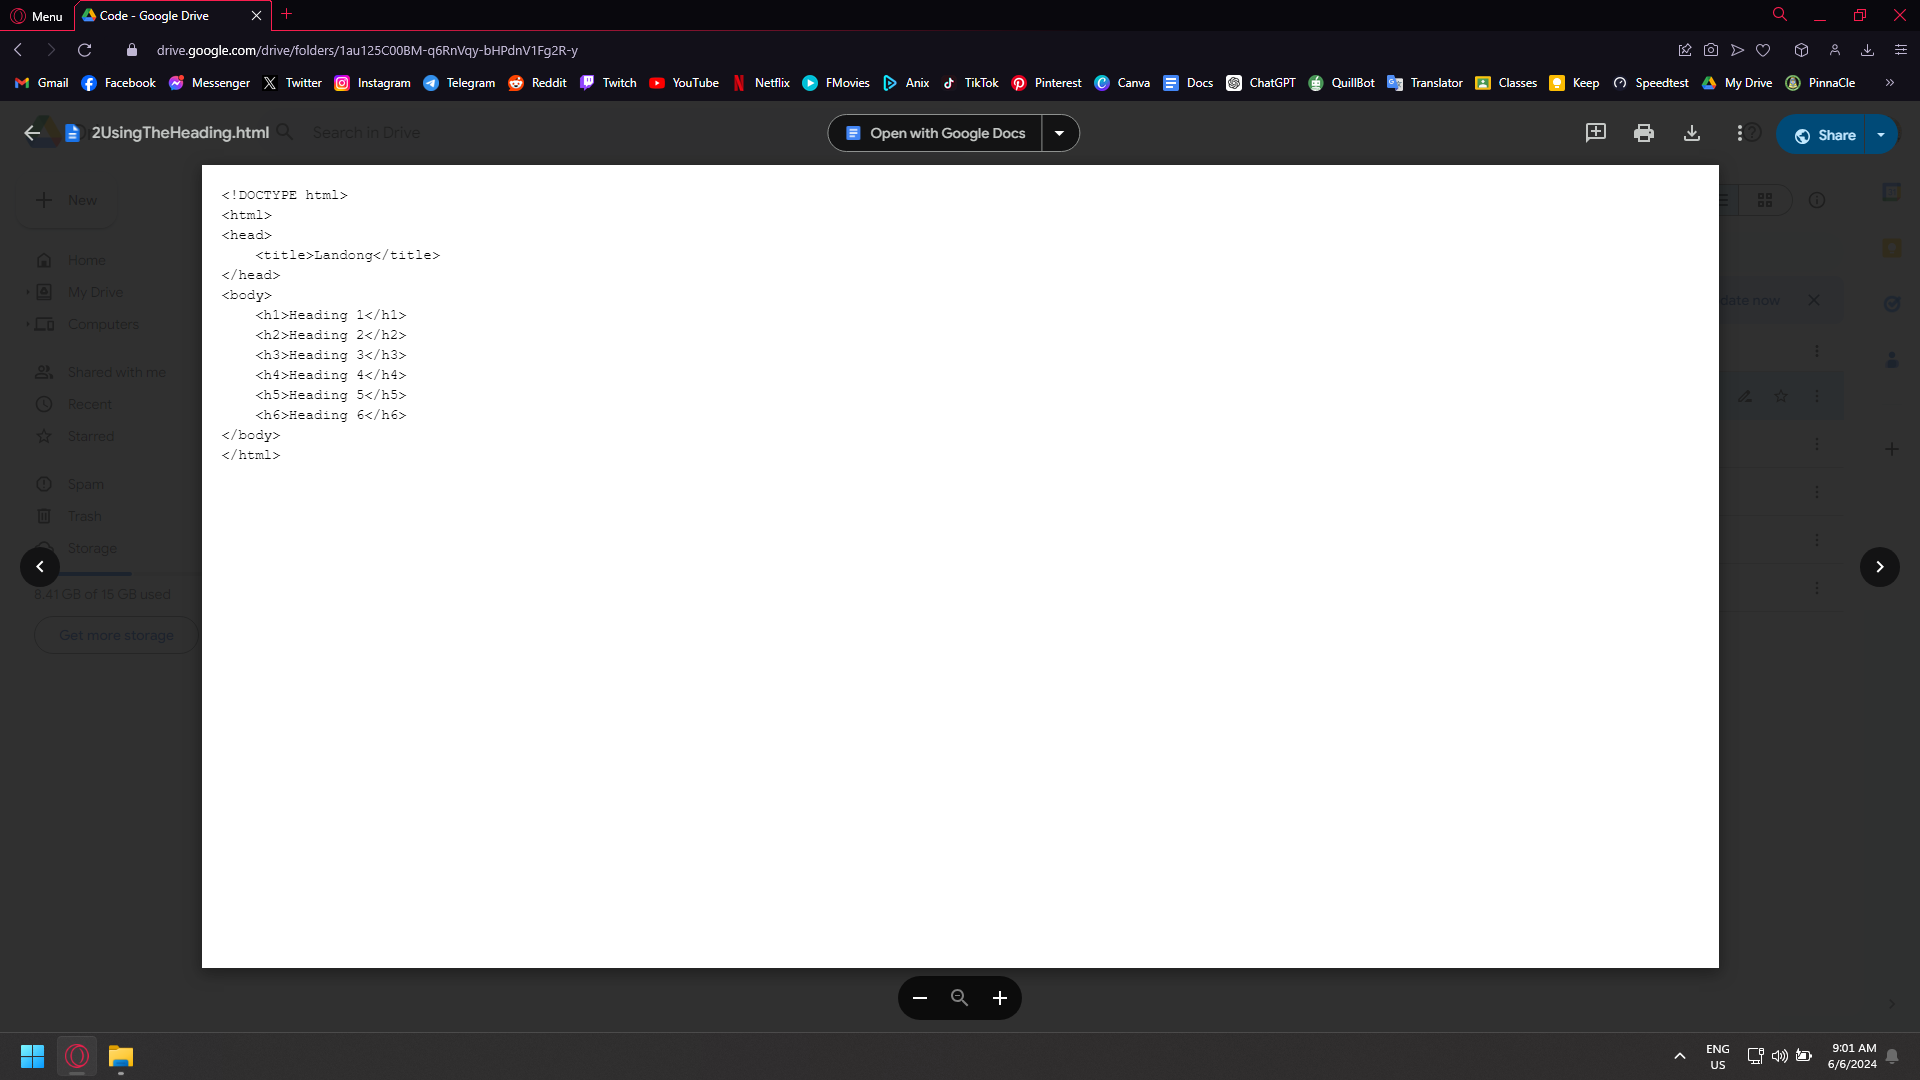 Menu
Code - Google Drive
drive.google.com/drive/folders/1au125C00BM-q6RnVqy-bHPdnV1Fg2R-y
Gmail Facebook Messenger Twitter Instagram Telegram Reddit Twitch YouTube Netflix FMovies Anix TikTok Pinterest Canva Docs ChatGPT QuillBot Translator Classes Keep Speedtest My Drive PinnaCle
2UsingTheHeading.html
Search in Drive
Open with Google Docs
Share
New
Home
My Drive
Computers
Shared with me
Recent
Starred
Spam
Trash
Storage
8.41 GB of 15 GB used
Get more storage
<!DOCTYPE html>
<html>
<head>
    <title>Landong</title>
</head>
<body>
    <h1>Heading 1</h1>
    <h2>Heading 2</h2>
    <h3>Heading 3</h3>
    <h4>Heading 4</h4>
    <h5>Heading 5</h5>
    <h6>Heading 6</h6>
</body>
</html>
now
ENG
US
9:01 AM
6/6/2024